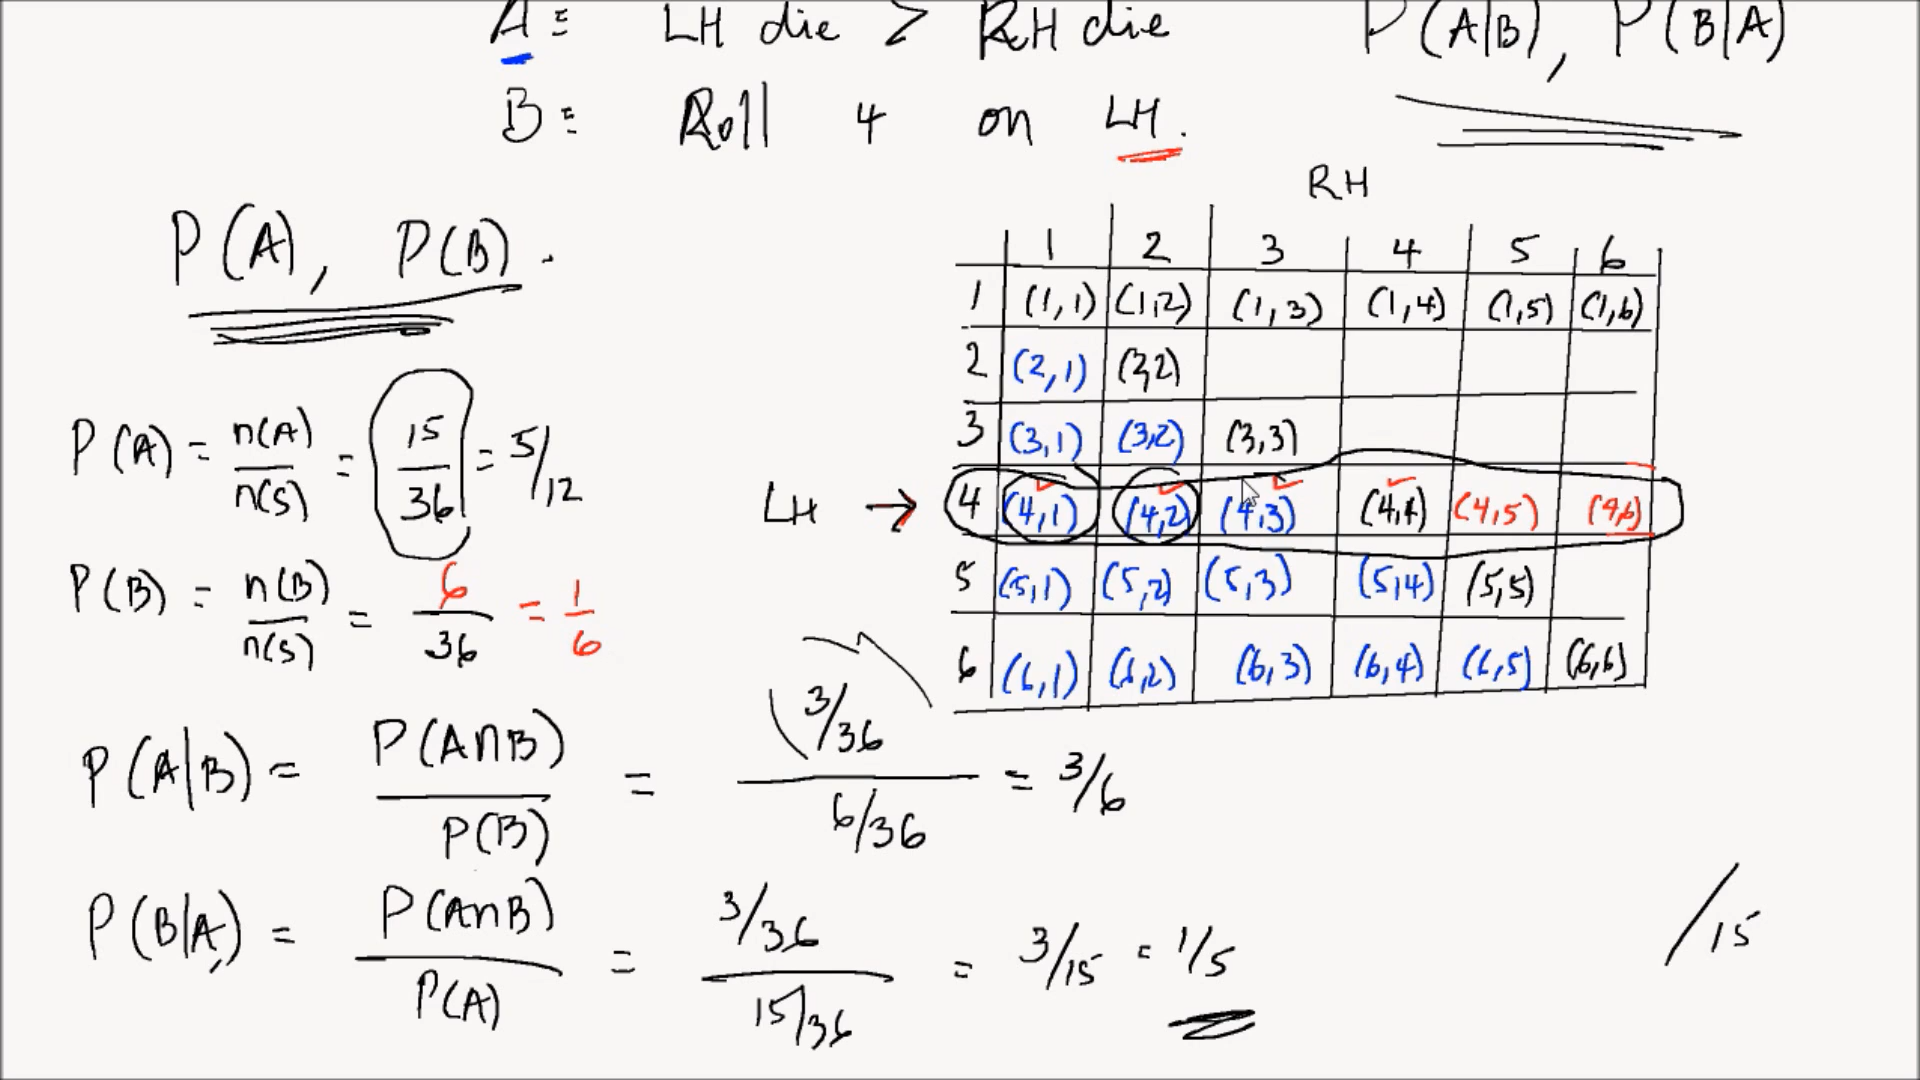 A = LH die > RH die P(A|B), P(B|A)
B = Roll 4 on LH.
P(A), P(B).
RH
1 2 3 4 5 6
1 (1,1) (1,2) (1,3) (1,4) (1,5) (1,6)
2 (2,1) (2,2)
3 (3,1) (3,2) (3,3)
LH → 4 (4,1) (4,2) (4,3) (4,4) (4,5) (4,6)
5 (5,1) (5,2) (5,3) (5,4) (5,5)
6 (6,1) (6,2) (6,3) (6,4) (6,5) (6,6)
P(A) = n(A)/n(S) = 15/36 = 5/12
P(B) = n(B)/n(S) = 6/36 = 1/6
P(A|B) = P(A∩B)/P(B) = 3/36 / 6/36 = 3/6
P(B|A) = P(A∩B)/P(A) = 3/36 / 15/36 = 3/15 = 1/5
/15